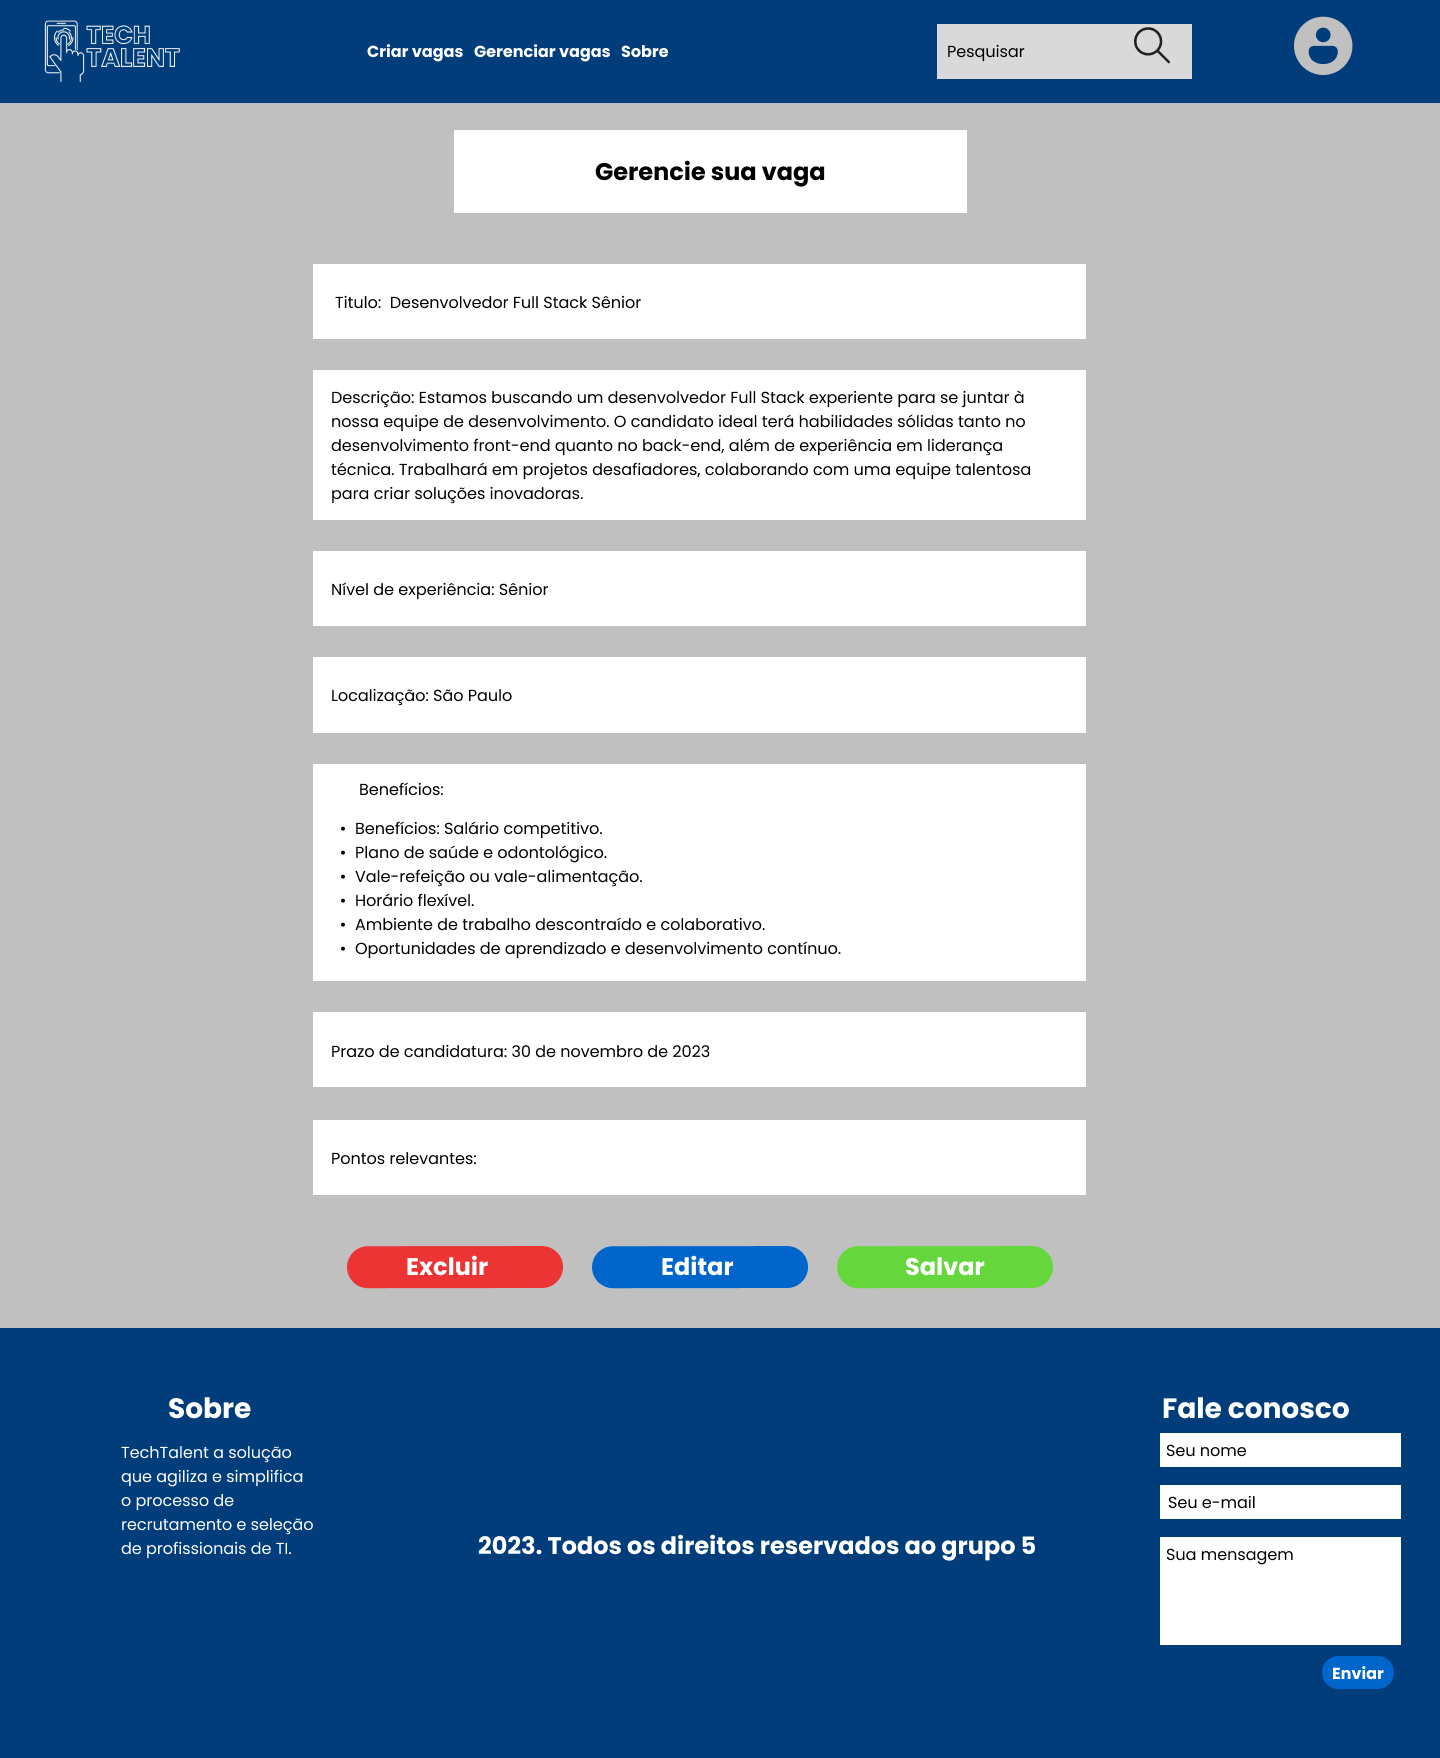 TECH
TALENT
Criar vagas Gerenciar vagas Sobre
Pesquisar
Gerencie sua vaga
Titulo: Desenvolvedor Full Stack Sênior
Descrição: Estamos buscando um desenvolvedor Full Stack experiente para se juntar à
nossa equipe de desenvolvimento. O candidato ideal terá habilidades sólidas tanto no
desenvolvimento front-end quanto no back-end, além de experiência em liderança
técnica. Trabalhará em projetos desafiadores, colaborando com uma equipe talentosa
para criar soluções inovadoras.
Nível de experiência: Sênior
Localização: São Paulo
Benefícios:
• Benefícios: Salário competitivo.
• Plano de saúde e odontológico.
• Vale-refeição ou vale-alimentação.
• Horário flexível.
• Ambiente de trabalho descontraído e colaborativo.
• Oportunidades de aprendizado e desenvolvimento contínuo.
Prazo de candidatura: 30 de novembro de 2023
Pontos relevantes:
Excluir
Editar
Salvar
Sobre
TechTalent a solução
que agiliza e simplifica
o processo de
recrutamento e seleção
de profissionais de TI.
2023. Todos os direitos reservados ao grupo 5
Fale conosco
Seu nome
Seu e-mail
Sua mensagem
Enviar